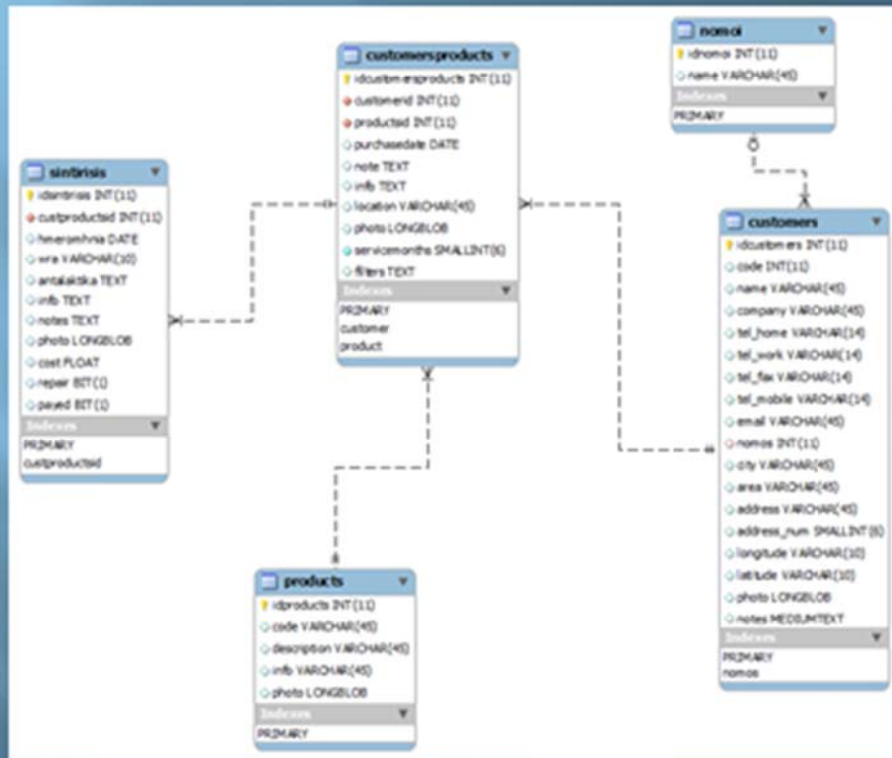 nomoi
idnomoi INT(11)
name VARCHAR(45)
Indexes
PRIMARY
customersproducts
idcustomersproducts INT(11)
customerid INT(11)
productsid INT(11)
purchasedate DATE
note TEXT
info TEXT
location VARCHAR(45)
photo LONGBLOB
servicemonths SMALLINT(6)
filters TEXT
Indexes
PRIMARY
customer
product
sintirisis
idsintirisis INT(11)
custproductsid INT(11)
hmeromhnia DATE
wra VARCHAR(10)
antalaktika TEXT
info TEXT
notes TEXT
photo LONGBLOB
cost FLOAT
repair BIT(1)
payed BIT(1)
Indexes
PRIMARY
custproductsid
customers
idcustomers INT(11)
code INT(11)
name VARCHAR(45)
company VARCHAR(45)
tel_home VARCHAR(14)
tel_work VARCHAR(14)
tel_fax VARCHAR(14)
tel_mobile VARCHAR(14)
email VARCHAR(45)
nomos INT(11)
city VARCHAR(45)
area VARCHAR(45)
address VARCHAR(45)
address_num SMALLINT(6)
longitude VARCHAR(10)
latitude VARCHAR(10)
photo LONGBLOB
notes MEDIUMTEXT
Indexes
PRIMARY
nomos
products
idproducts INT(11)
code VARCHAR(45)
description VARCHAR(45)
info VARCHAR(45)
photo LONGBLOB
Indexes
PRIMARY